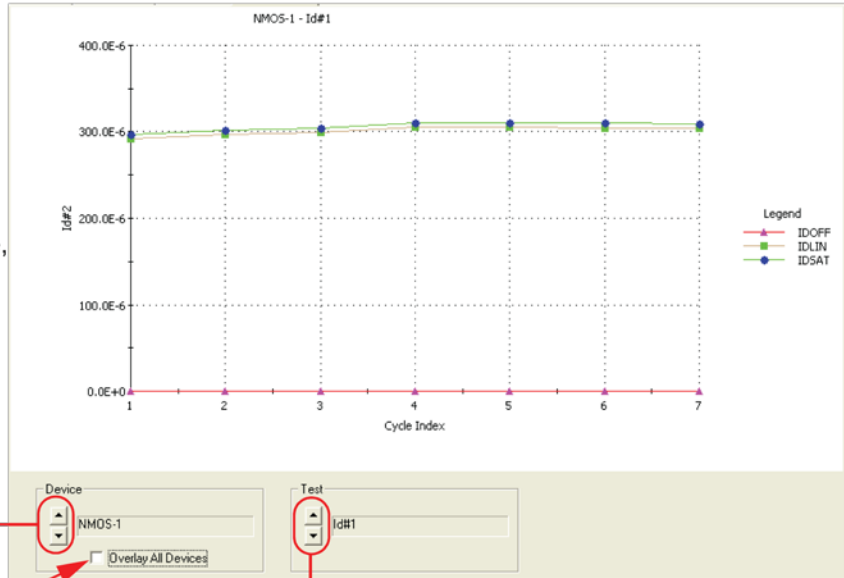 NMOS-1 - Id#1
400.0E-6
300.0E-6
200.0E-6
100.0E-6
0.0E+0
Id#2
1 2 3 4 5 6 7
Cycle Index
Legend
IDOFF
IDLIN
IDSAT
,
Device
NMOS-1
Overlay All Devices
Test
Id#1